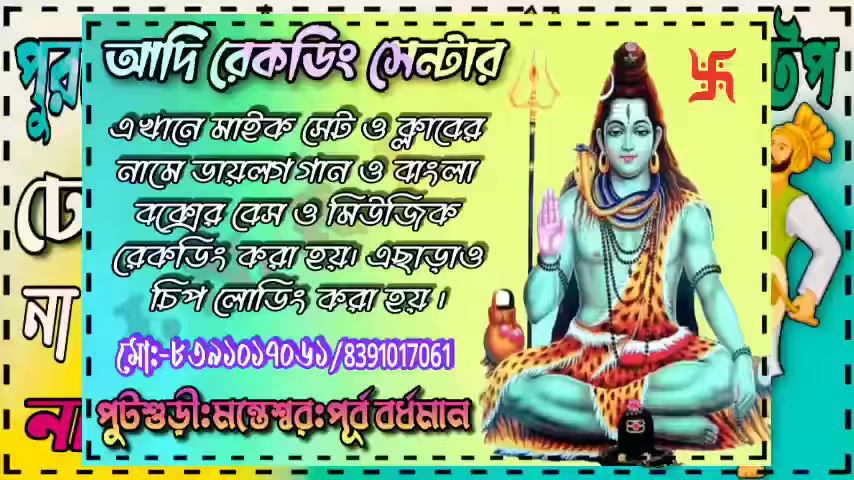 আদি রেকডিং সেন্টার
এখানে মাইক সেট ও ক্লাবের
নামে ডায়লগ গান ও বাংলা
বক্সের বেস ও মিউজিক
রেকডিং করা হয়। এছাড়াও
চিপ লোডিং করা হয় ।
মো:-৮৩৯১০১৭০৬১/8391017061
পুটশুড়ী:মন্তেশ্বর:পূর্ব বর্ধমান